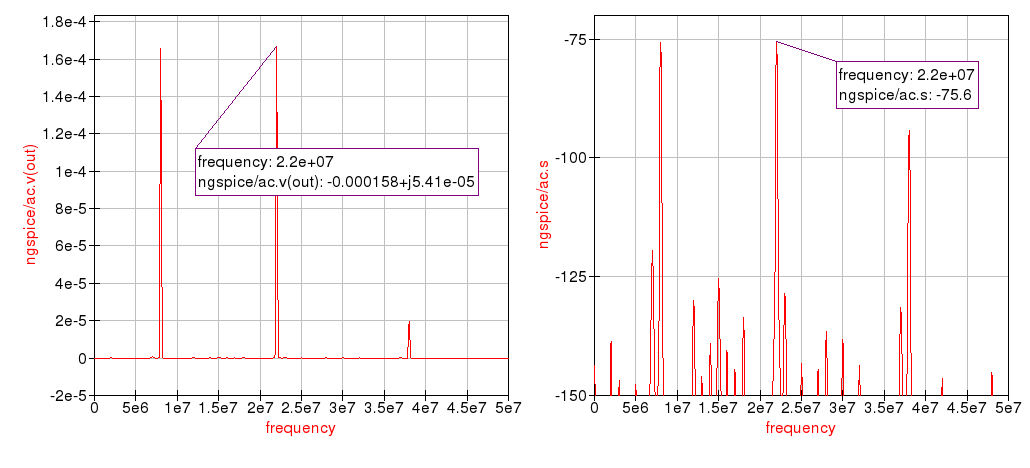 1.8e-4
1.6e-4
1.4e-4
1.2e-4
1e-4
8e-5
6e-5
4e-5
2e-5
0
-2e-5
ngspice/ac.v(out)
frequency: 2.2e+07
ngspice/ac.v(out): -0.000158+j5.41e-05
0 5e6 1e7 1.5e7 2e7 2.5e7 3e7 3.5e7 4e7 4.5e7 5e7
frequency
-75
-100
-125
-150
ngspice/ac.s
frequency: 2.2e+07
ngspice/ac.s: -75.6
0 5e6 1e7 1.5e7 2e7 2.5e7 3e7 3.5e7 4e7 4.5e7 5e7
frequency